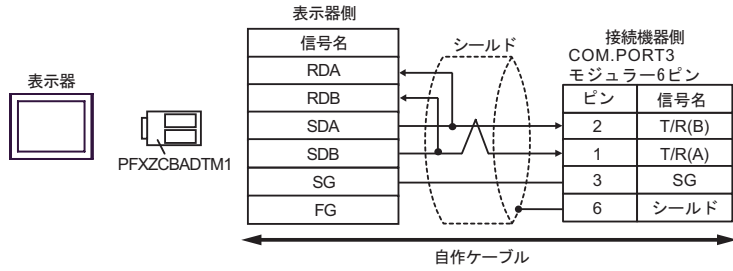 表示器側
接続機器側
COM.PORT3
モジュラー6ピン
シールド
表示器
PFXZCBADTM1
信号名
RDA
RDB
SDA
SDB
SG
FG
ピン 信号名
2 T/R(B)
1 T/R(A)
3 SG
6 シールド
自作ケーブル